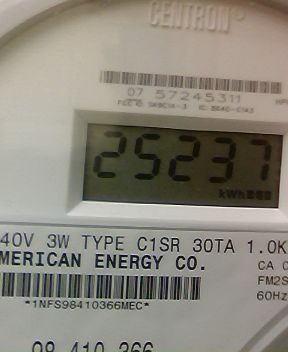 CENTRON®
07 57245311
25237
kWh
40V 3W TYPE C1SR 30TA 1.0K
MERICAN ENERGY CO.
CA 0
FM2S
60Hz
*1NFS98410366MEC*
98 410 366